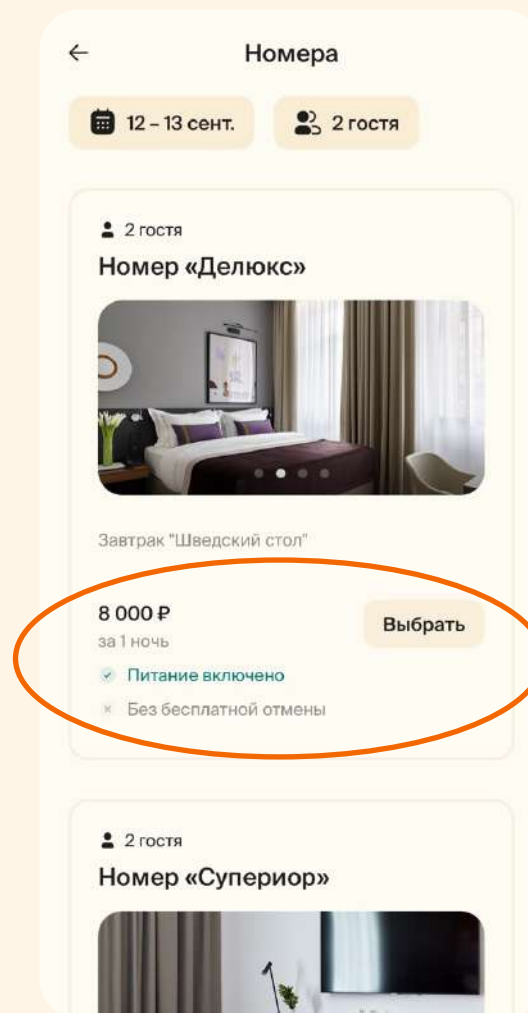 Номера
12 – 13 сент.
2 гостя
2 гостя
Номер «Делюкс»
Завтрак "Шведский стол"
8 000 ₽
Выбрать
за 1 ночь
Питание включено
Без бесплатной отмены
2 гостя
Номер «Супериор»